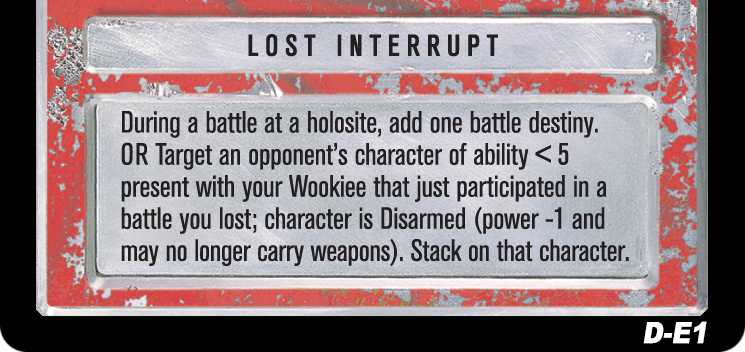 LOST INTERRUPT
During a battle at a holosite, add one battle destiny.
OR Target an opponent's character of ability < 5
present with your Wookiee that just participated in a
battle you lost; character is Disarmed (power -1 and
may no longer carry weapons). Stack on that character.
D-E1